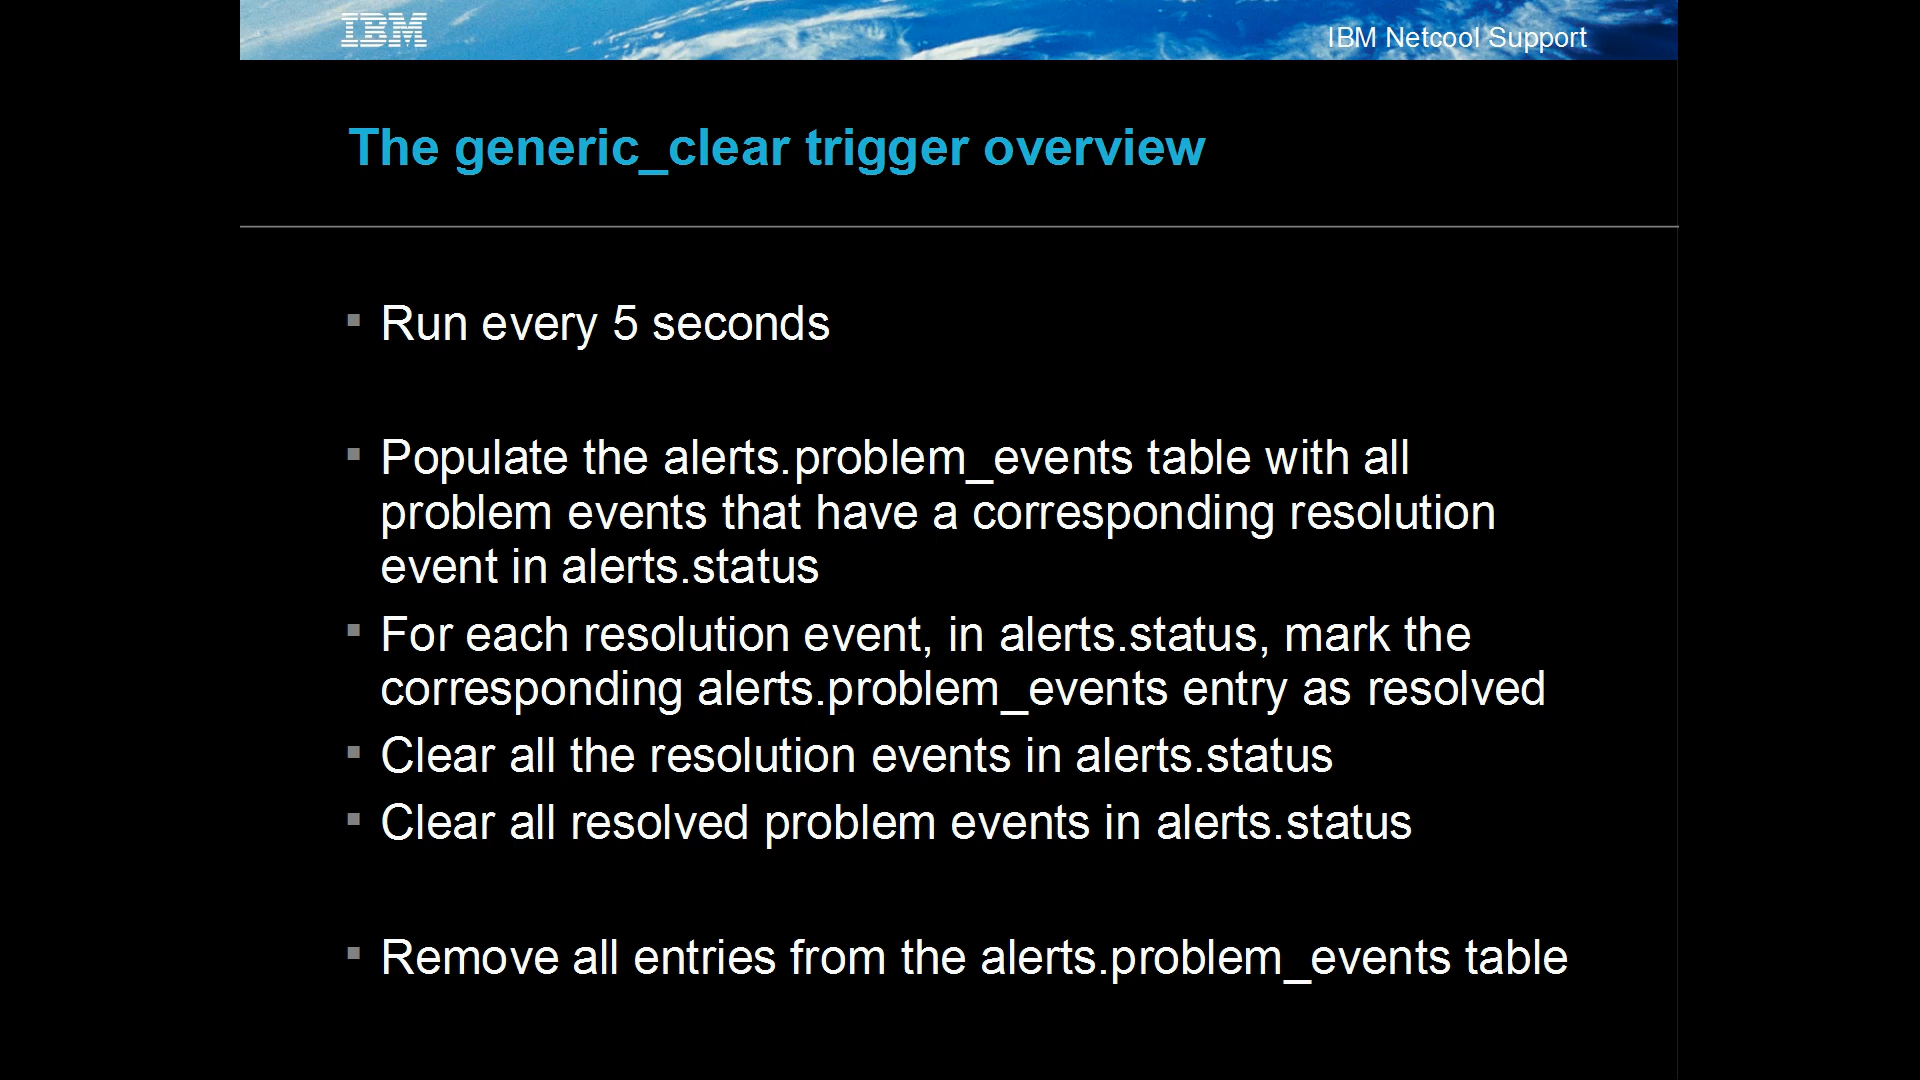 IBM
IBM Netcool Support
The generic_clear trigger overview
▪ Run every 5 seconds
▪ Populate the alerts.problem_events table with all
problem events that have a corresponding resolution
event in alerts.status
▪ For each resolution event, in alerts.status, mark the
corresponding alerts.problem_events entry as resolved
▪ Clear all the resolution events in alerts.status
▪ Clear all resolved problem events in alerts.status
▪ Remove all entries from the alerts.problem_events table